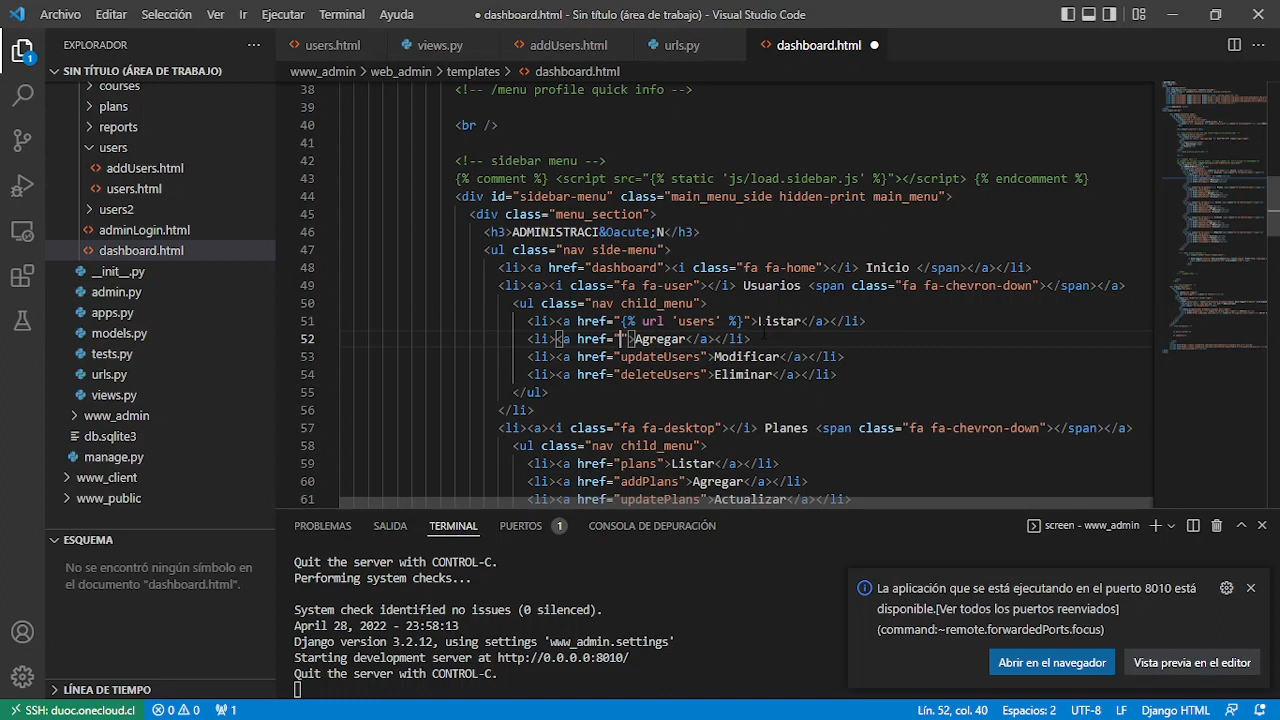 Archivo Editar Selección Ver Ir Ejecutar Terminal Ayuda ● dashboard.html - Sin título (área de trabajo) - Visual Studio Code
EXPLORADOR
SIN TÍTULO (ÁREA DE TRABAJO)
courses
plans
reports
users
addUsers.html
users.html
users2
adminLogin.html
dashboard.html
__init__.py
admin.py
apps.py
models.py
tests.py
urls.py
views.py
www_admin
db.sqlite3
manage.py
www_client
www_public
ESQUEMA
No se encontró ningún símbolo en
el documento "dashboard.html".
LÍNEA DE TIEMPO
1
users.html views.py addUsers.html urls.py dashboard.html
www_admin > web_admin > templates > dashboard.html
38 <!-- /menu profile quick info -->
39
40 <br />
41
42 <!-- sidebar menu -->
43 {% comment %} <script src="{% static 'js/load.sidebar.js' %}"></script> {% endcomment %}
44 <div id="sidebar-menu" class="main_menu_side hidden-print main_menu">
45 <div class="menu_section">
46 <h3>ADMINISTRACI&Oacute;N</h3>
47 <ul class="nav side-menu">
48 <li><a href="dashboard"><i class="fa fa-home"></i> Inicio </span></a></li>
49 <li><a><i class="fa fa-user"></i> Usuarios <span class="fa fa-chevron-down"></span></a>
50 <ul class="nav child_menu">
51 <li><a href="{% url 'users' %}">Listar</a></li>
52 <li><a href="">Agregar</a></li>
53 <li><a href="updateUsers">Modificar</a></li>
54 <li><a href="deleteUsers">Eliminar</a></li>
55 </ul>
56 </li>
57 <li><a><i class="fa fa-desktop"></i> Planes <span class="fa fa-chevron-down"></span></a>
58 <ul class="nav child_menu">
59 <li><a href="plans">Listar</a></li>
60 <li><a href="addPlans">Agregar</a></li>
61 <li><a href="updatePlans">Actualizar</a></li>
PROBLEMAS SALIDA TERMINAL PUERTOS 1 CONSOLA DE DEPURACIÓN
screen - www_admin
Quit the server with CONTROL-C.
Performing system checks...
System check identified no issues (0 silenced).
April 28, 2022 - 23:58:13
Django version 3.2.12, using settings 'www_admin.settings'
Starting development server at http://0.0.0.0:8010/
Quit the server with CONTROL-C.
La aplicación que se está ejecutando en el puerto 8010 está
disponible.[Ver todos los puertos reenviados]
(command:~remote.forwardedPorts.focus)
Abrir en el navegador Vista previa en el editor
SSH: duoc.onecloud.cl 0 0 1 Lín. 52, col. 40 Espacios: 2 UTF-8 LF Django HTML